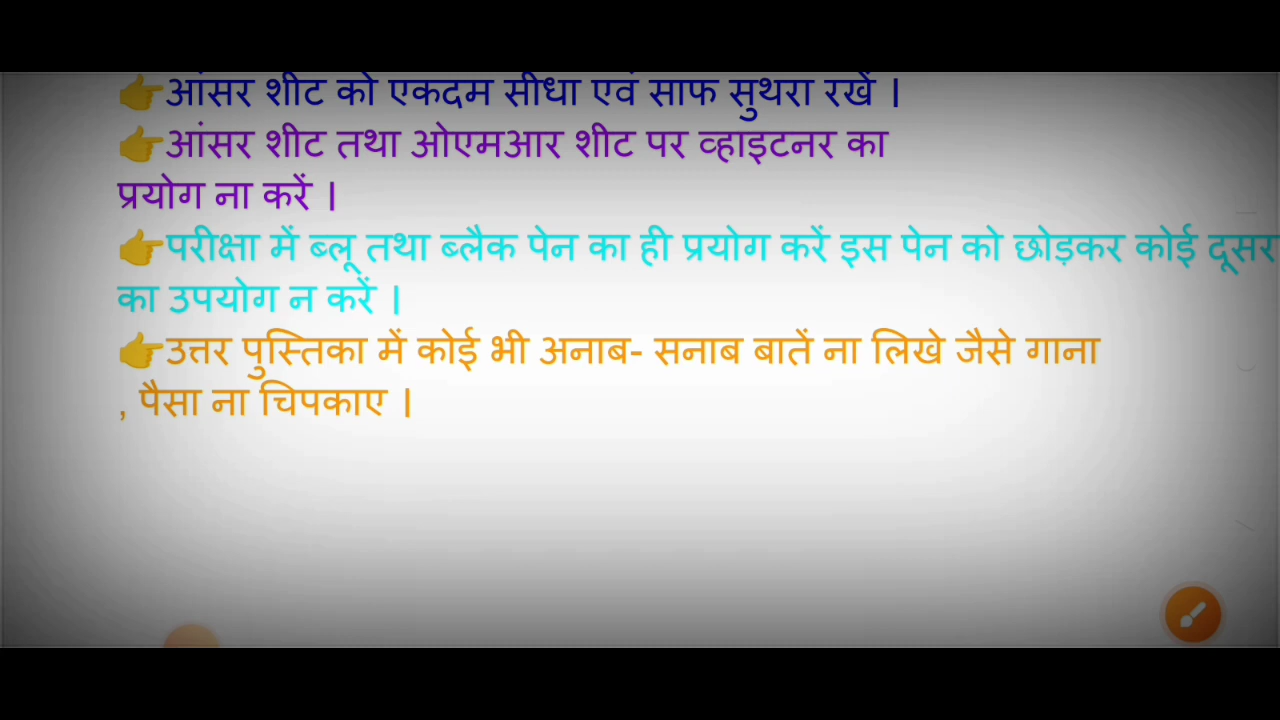 👉आंसर शीट को एकदम सीधा एवं साफ सुथरा रखें ।
👉आंसर शीट तथा ओएमआर शीट पर व्हाइटनर का
प्रयोग ना करें ।
👉परीक्षा में ब्लू तथा ब्लैक पेन का ही प्रयोग करें इस पेन को छोड़कर कोई दूसर
का उपयोग न करें ।
👉उत्तर पुस्तिका में कोई भी अनाब- सनाब बातें ना लिखे जैसे गाना
, पैसा ना चिपकाए ।